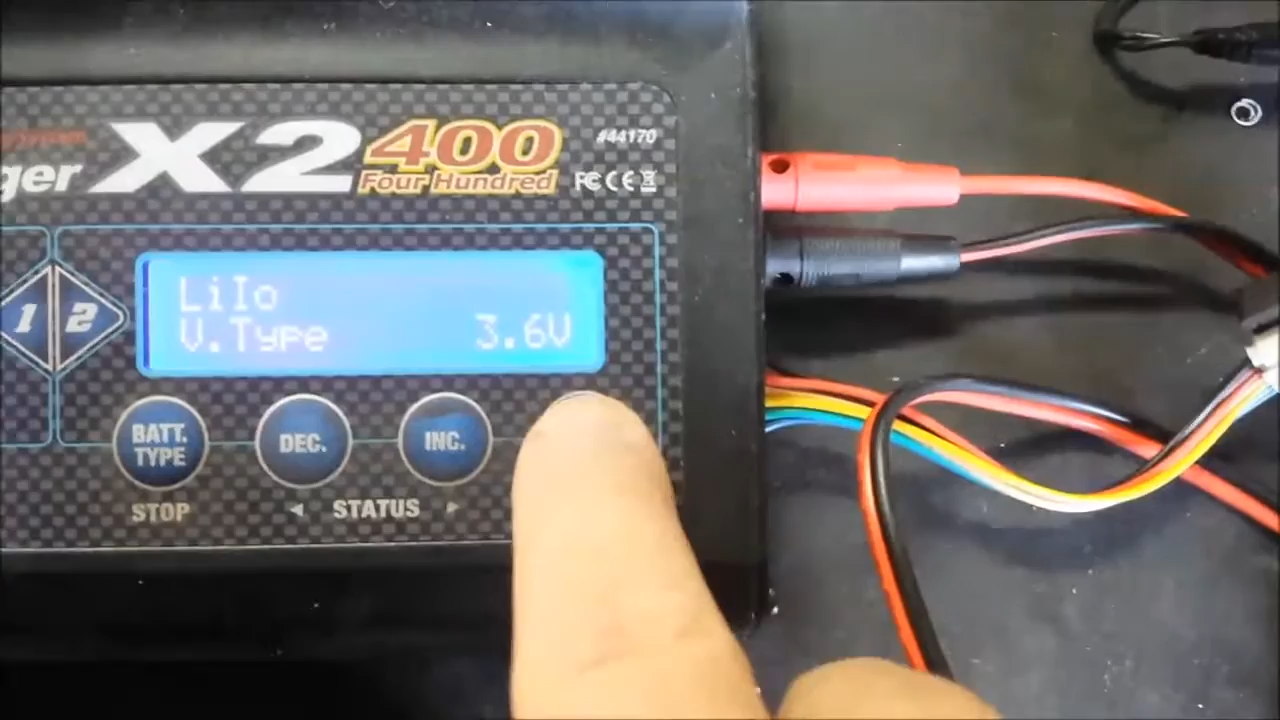 ger X2 400
Four Hundred
#44170
FC CE
1 2
LiIo
V.Type 3.6V
BATT.
TYPE
DEC.
INC.
STOP
◄ STATUS ►